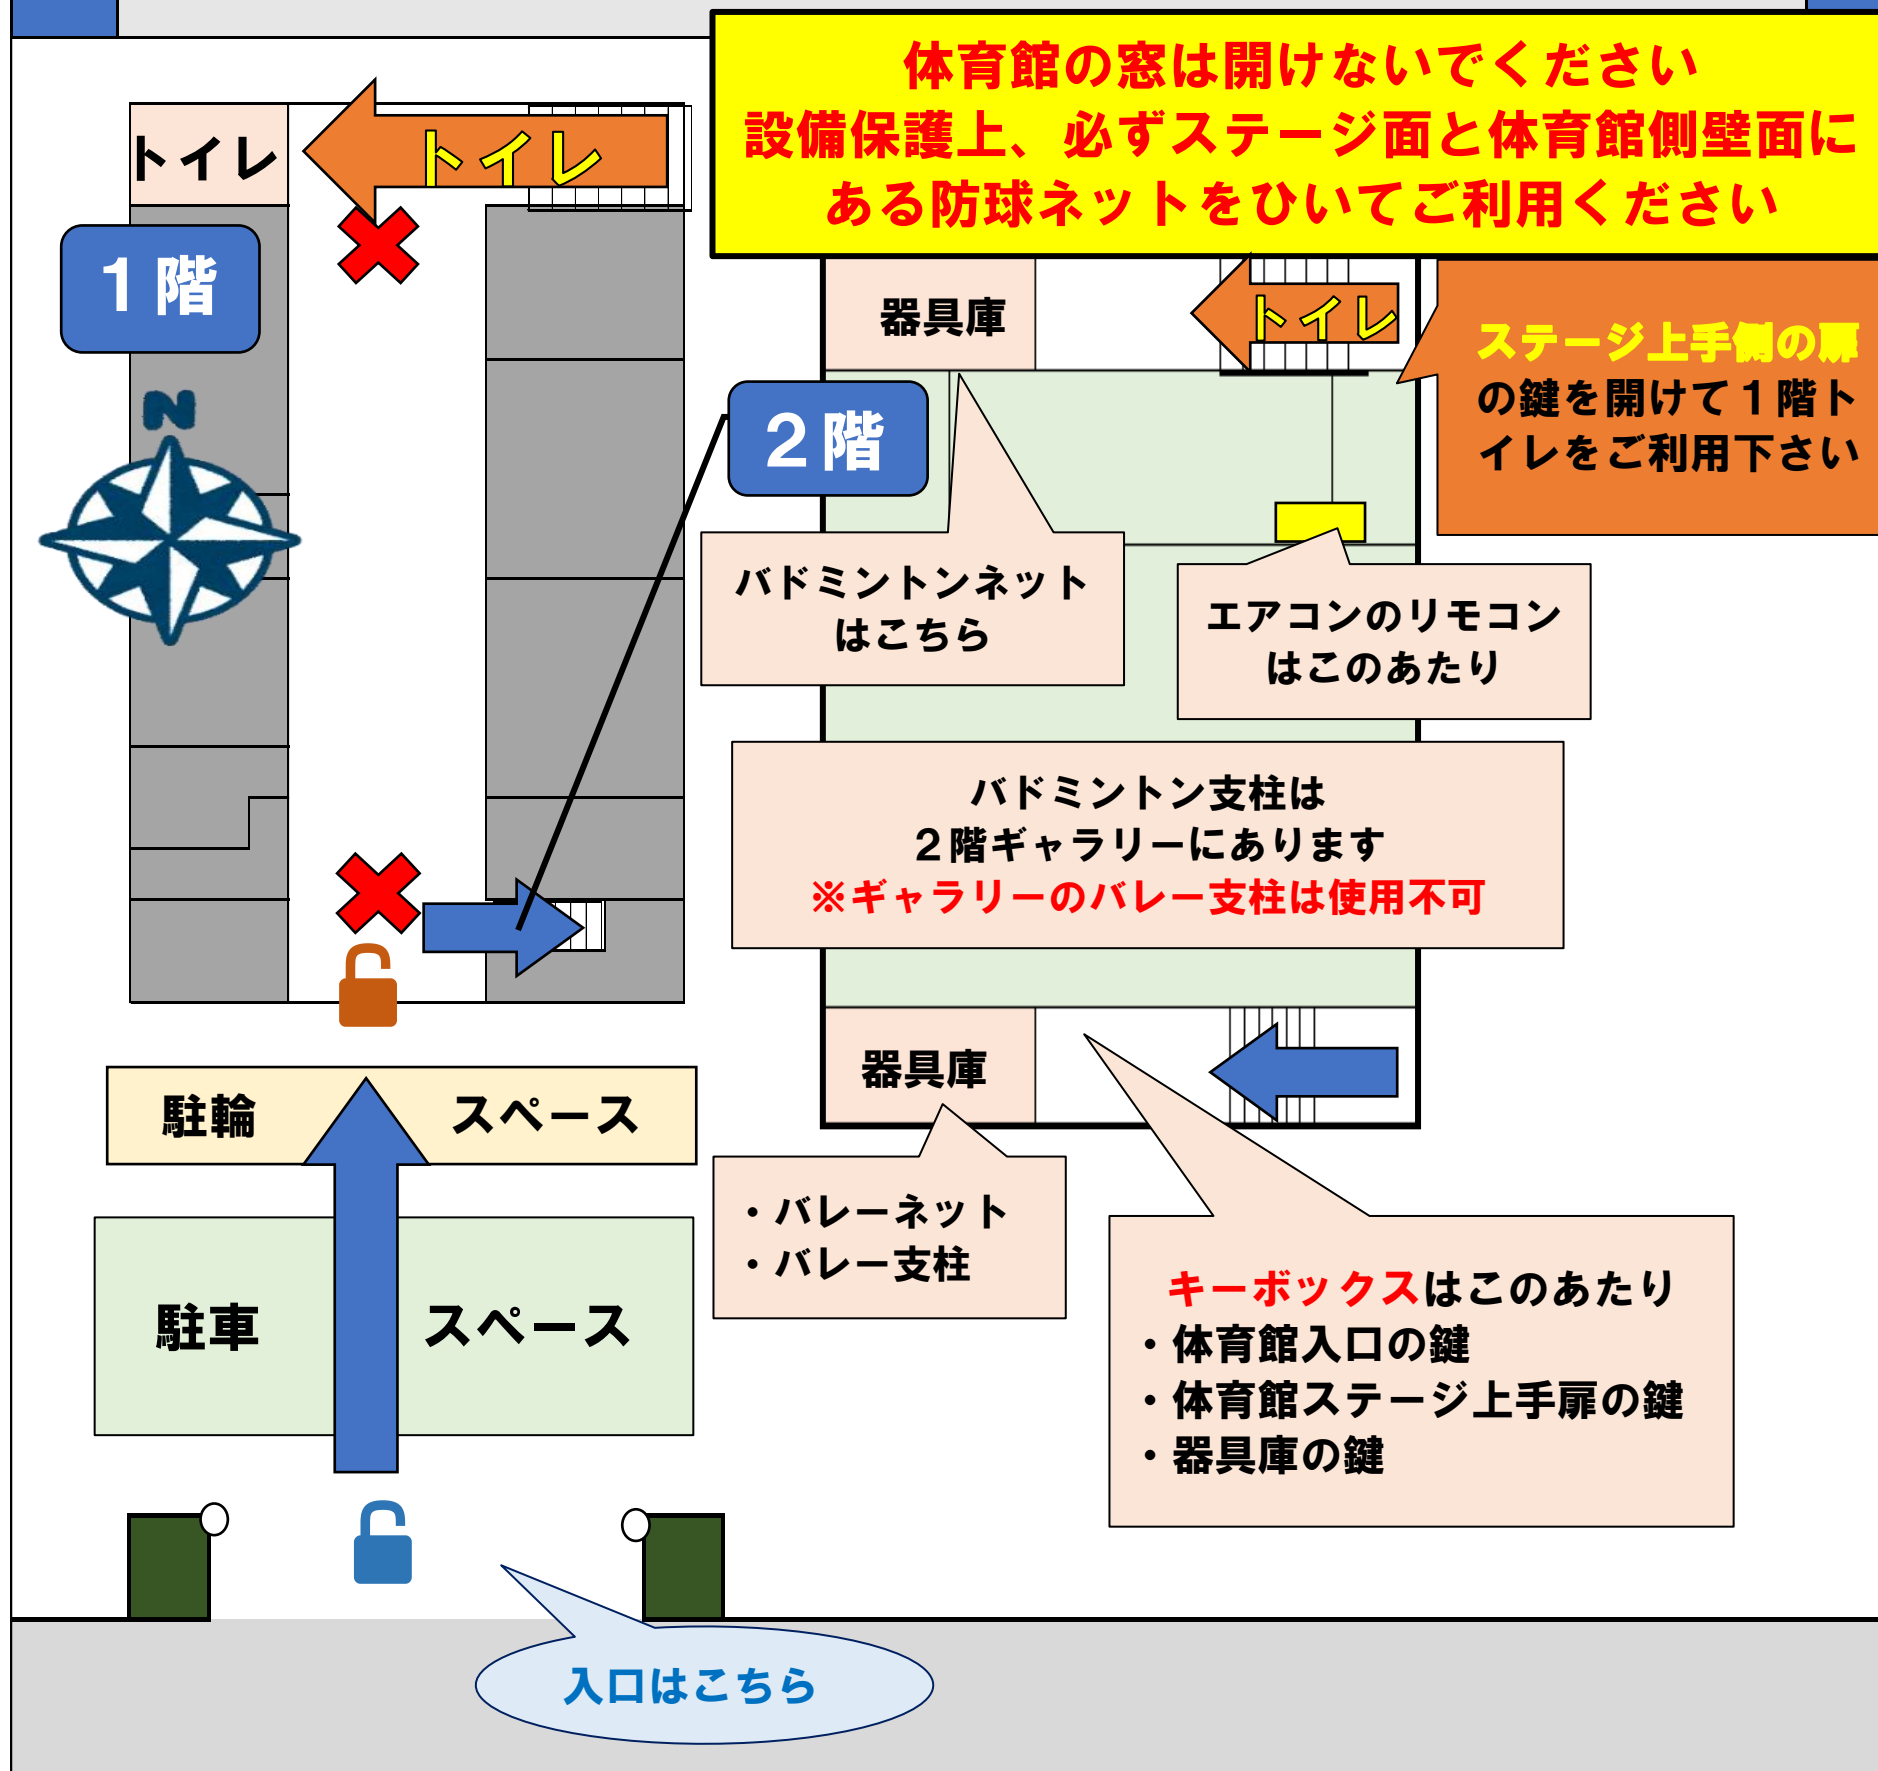 体育館の窓は開けないでください
設備保護上、必ずステージ面と体育館側壁面に
ある防球ネットをひいてご利用ください
トイレ
トイレ
1階
N
器具庫
トイレ
ステージ上手側の扉
の鍵を開けて1階ト
イレをご利用下さい
2階
バドミントンネット
はこちら
エアコンのリモコン
はこのあたり
バドミントン支柱は
2階ギャラリーにあります
※ギャラリーのバレー支柱は使用不可
器具庫
駐輪 スペース
・バレーネット
・バレー支柱
駐車 スペース
キーボックスはこのあたり
・体育館入口の鍵
・体育館ステージ上手扉の鍵
・器具庫の鍵
入口はこちら